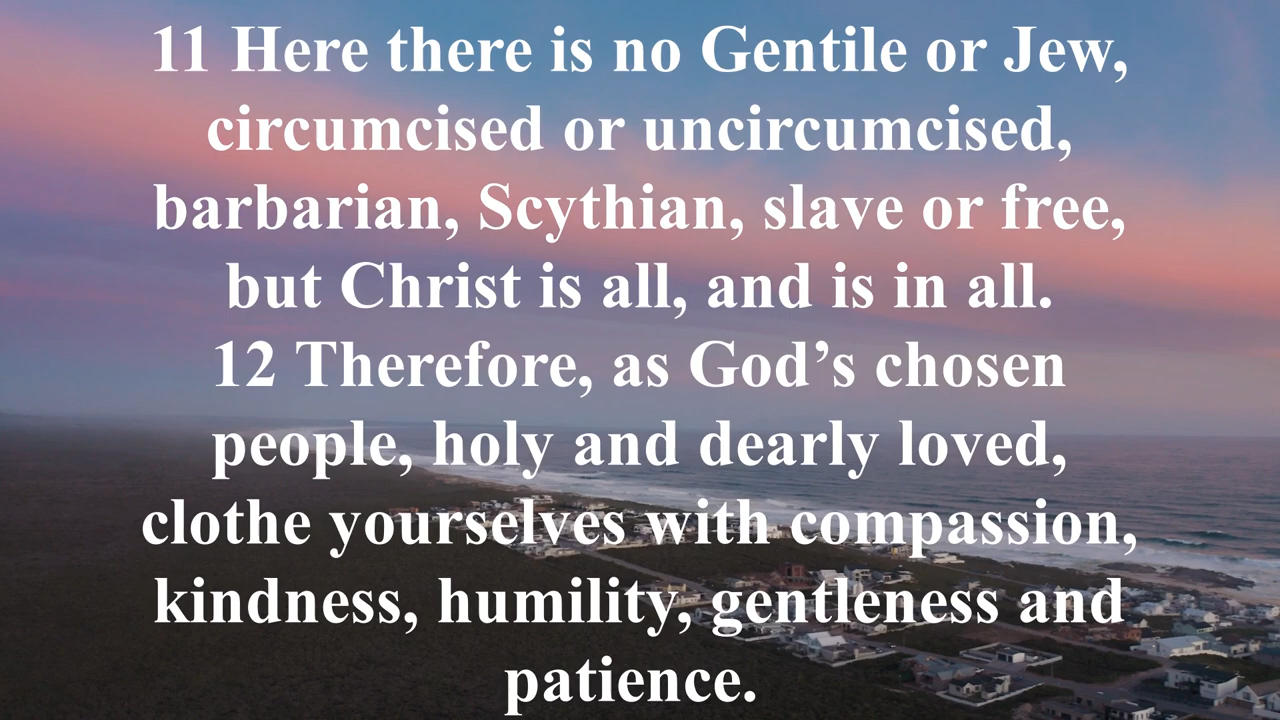 11 Here there is no Gentile or Jew,
circumcised or uncircumcised,
barbarian, Scythian, slave or free,
but Christ is all, and is in all.
12 Therefore, as God’s chosen
people, holy and dearly loved,
clothe yourselves with compassion,
kindness, humility, gentleness and
patience.